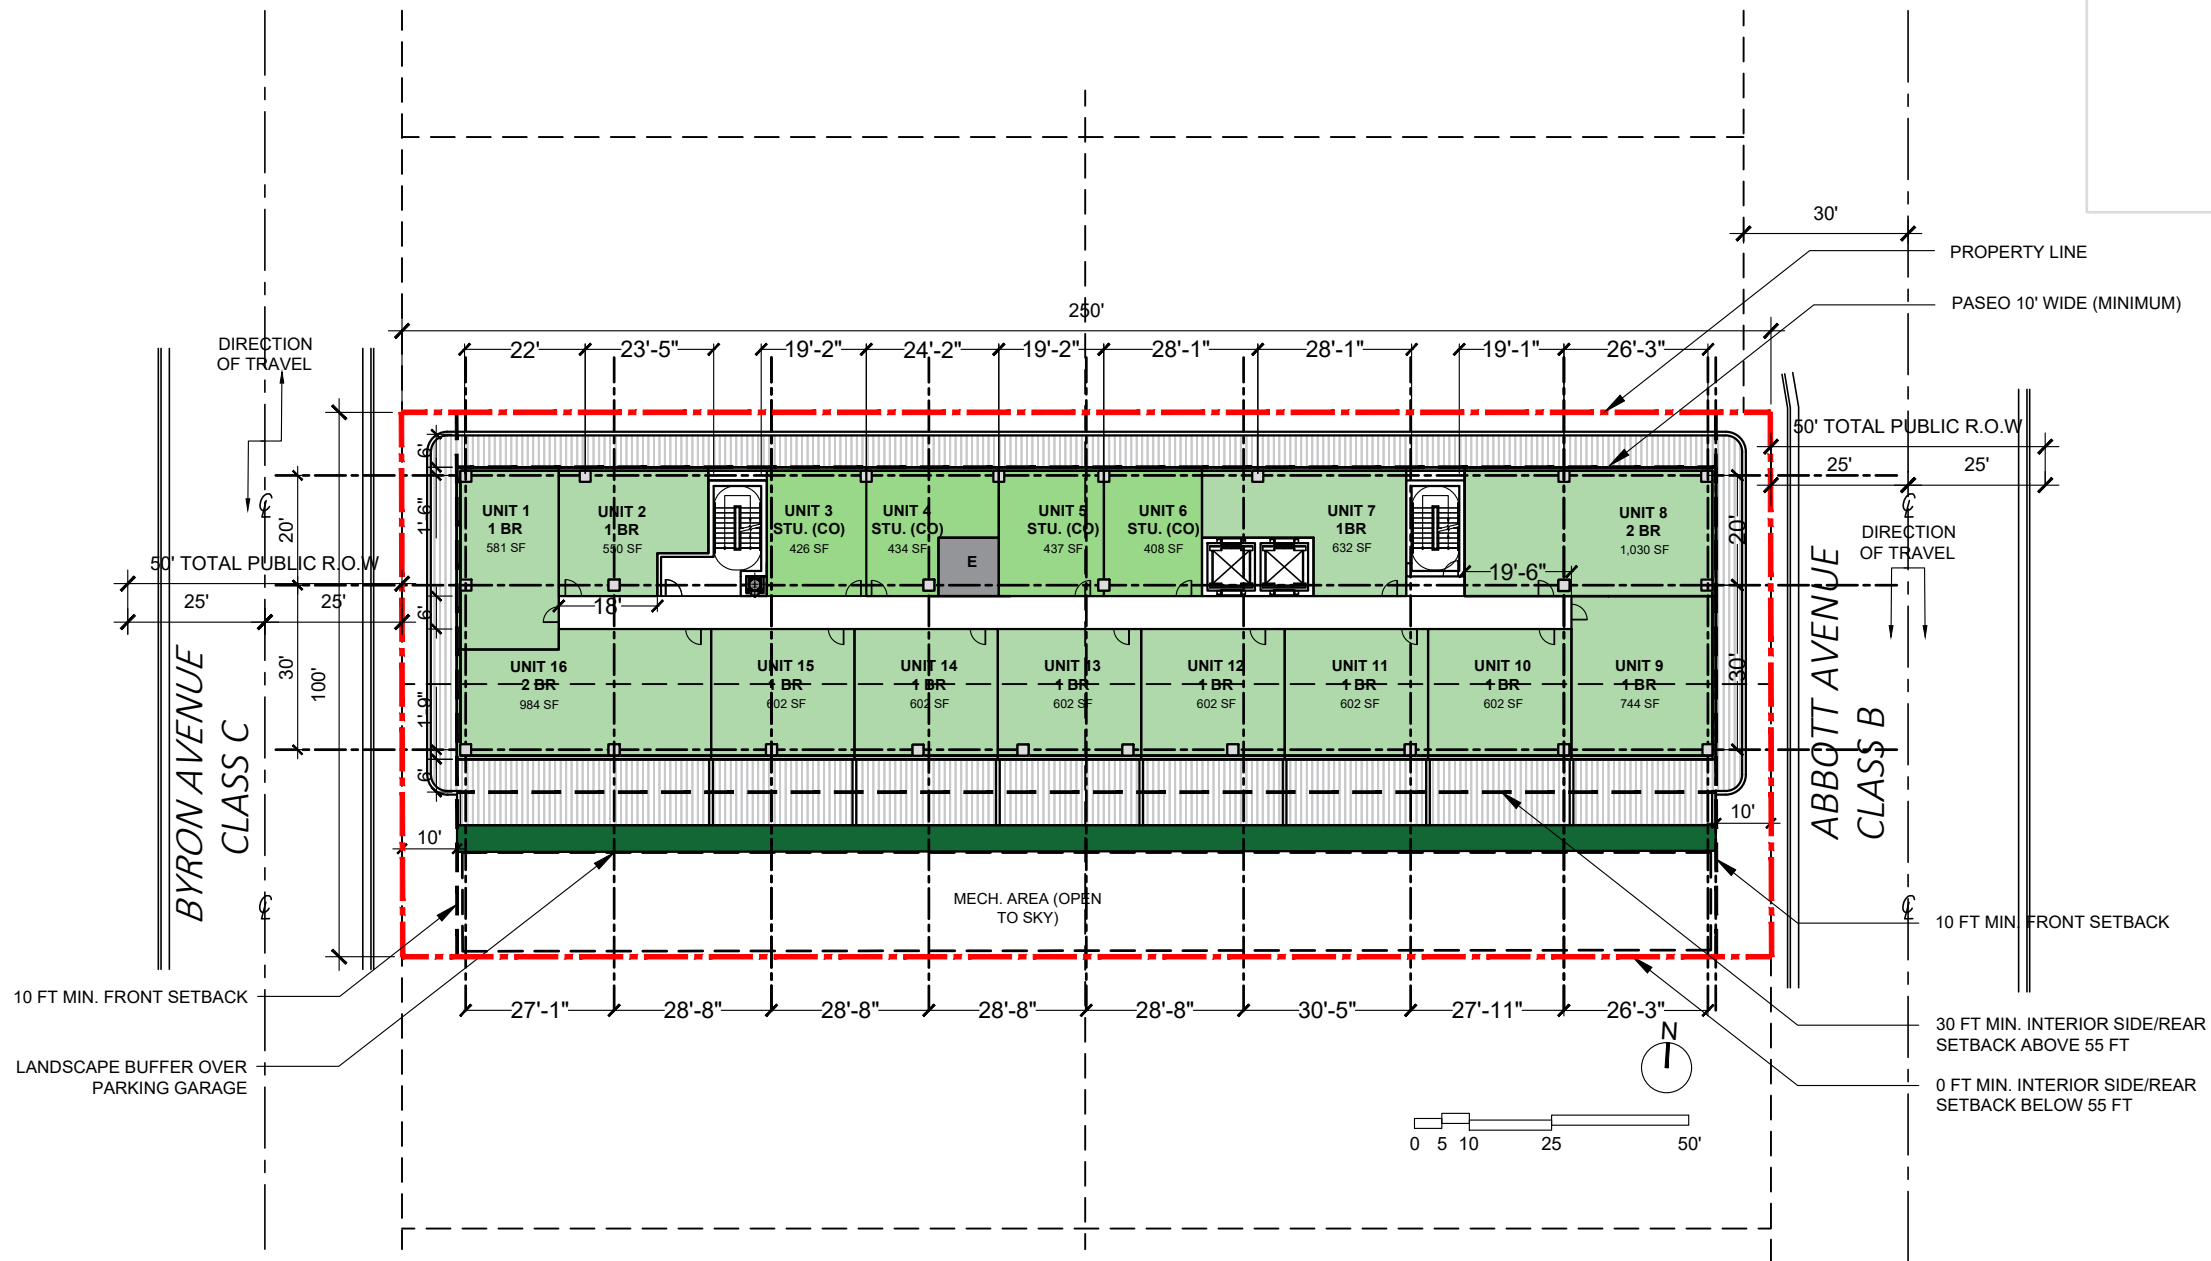 30'
PROPERTY LINE
PASEO 10' WIDE (MINIMUM)
250'
DIRECTION
OF TRAVEL
22'
23'-5"
19'-2"
24'-2"
19'-2"
28'-1"
28'-1"
19'-1"
26'-3"
50' TOTAL PUBLIC R.O.W
25'
25'
6'
1'-6"
20'
UNIT 1
1 BR
581 SF
UNIT 2
1 BR
550 SF
UNIT 3
STU. (CO)
426 SF
UNIT 4
STU. (CO)
434 SF
E
UNIT 5
STU. (CO)
437 SF
UNIT 6
STU. (CO)
408 SF
UNIT 7
1BR
632 SF
UNIT 8
2 BR
1,030 SF
20'
DIRECTION
OF TRAVEL
50' TOTAL PUBLIC R.O.W
25'
25'
18'
19'-6"
6'
30'
100'
1'-9"
6'
UNIT 16
2 BR
984 SF
UNIT 15
1 BR
602 SF
UNIT 14
1 BR
602 SF
UNIT 13
1 BR
602 SF
UNIT 12
1 BR
602 SF
UNIT 11
1 BR
602 SF
UNIT 10
1 BR
602 SF
UNIT 9
1 BR
744 SF
30'
BYRON AVENUE
CLASS C
ABBOTT AVENUE
CLASS B
10'
10'
MECH. AREA (OPEN
TO SKY)
10 FT MIN. FRONT SETBACK
10 FT MIN. FRONT SETBACK
27'-1"
28'-8"
28'-8"
28'-8"
28'-8"
30'-5"
27'-11"
26'-3"
N
30 FT MIN. INTERIOR SIDE/REAR
SETBACK ABOVE 55 FT
LANDSCAPE BUFFER OVER
PARKING GARAGE
0 FT MIN. INTERIOR SIDE/REAR
SETBACK BELOW 55 FT
0 5 10 25 50'